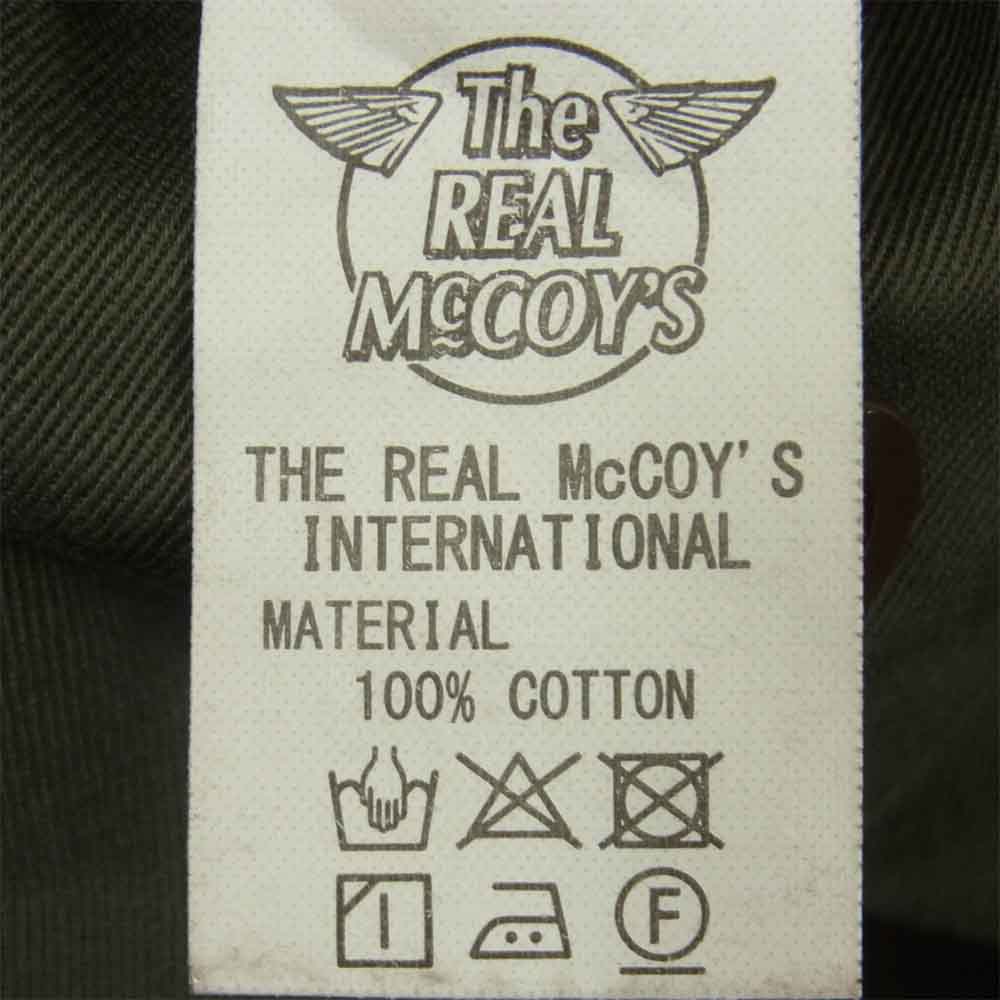 The
REAL
McCOY'S
THE REAL McCOY'S
INTERNATIONAL
MATERIAL
100% COTTON
F